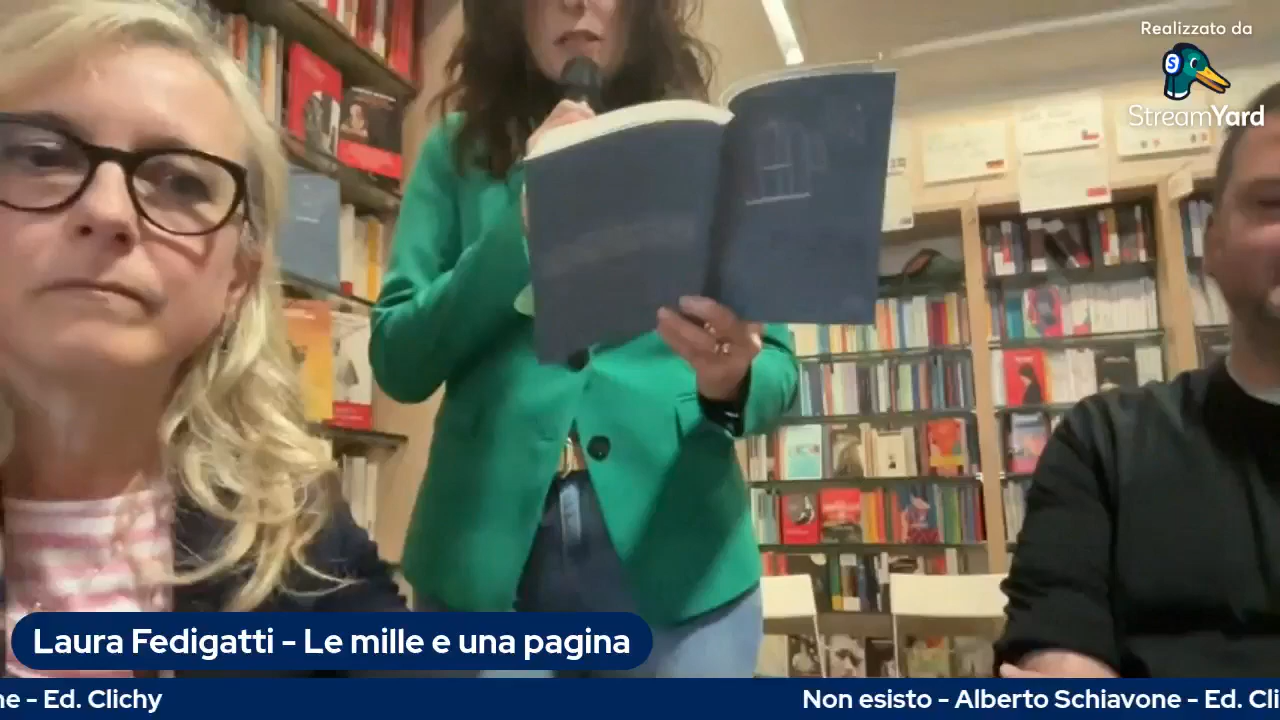 Realizzato da
StreamYard
Laura Fedigatti - Le mille e una pagina
ne - Ed. Clichy
Non esisto - Alberto Schiavone - Ed. Cli